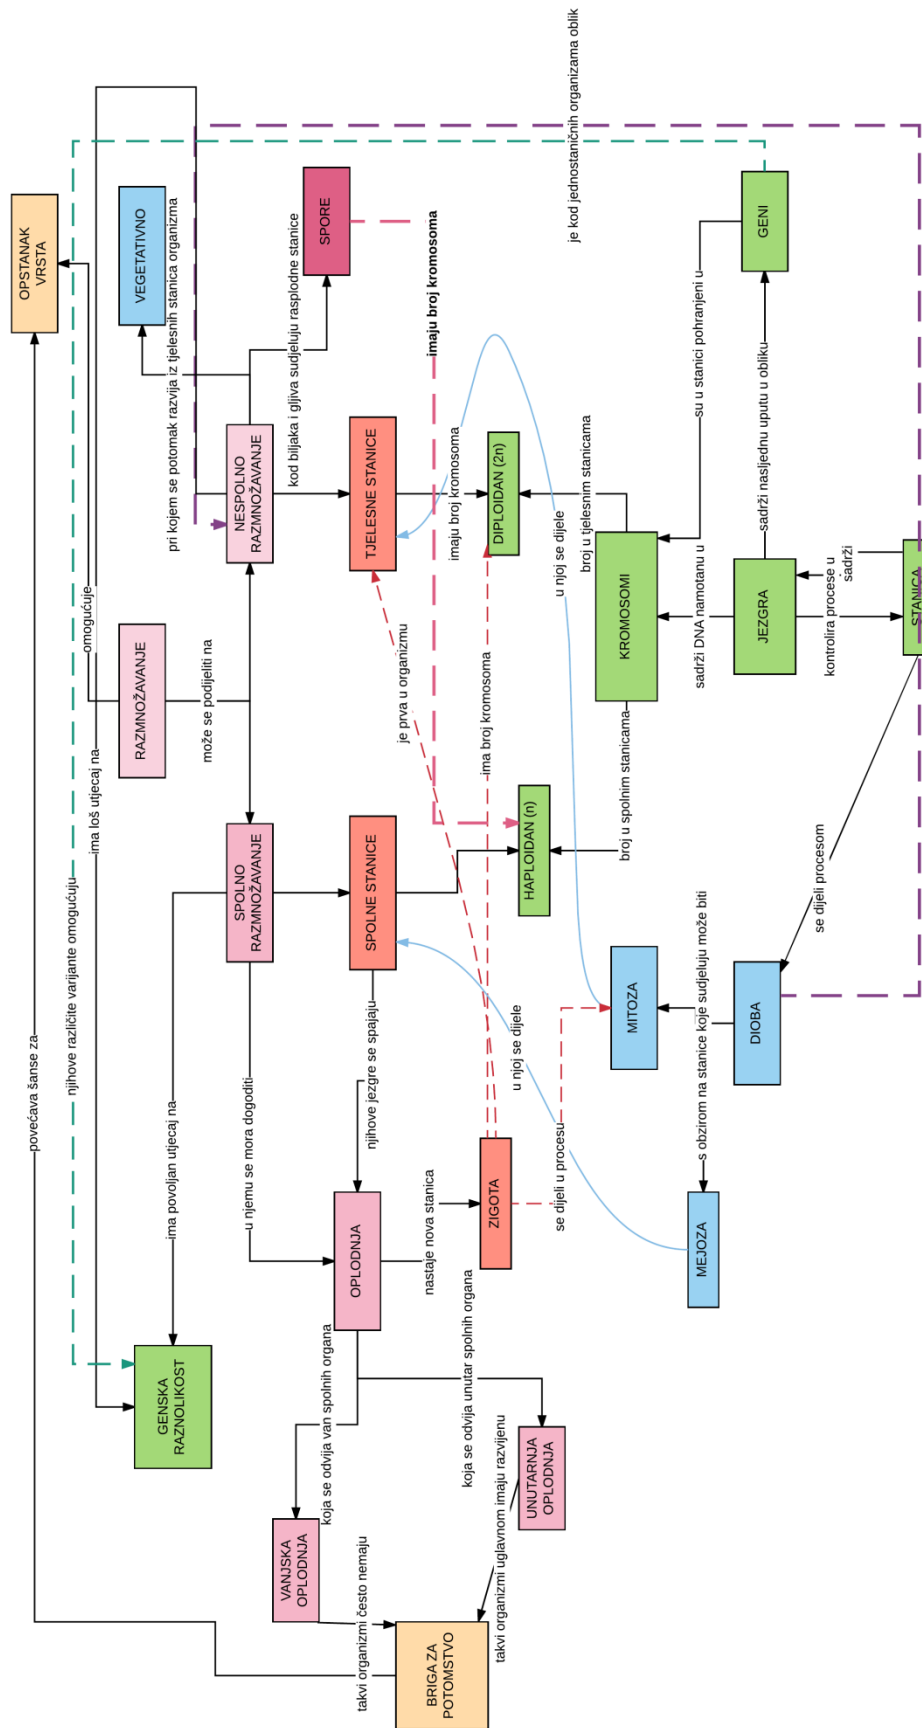 OPSTANAK
VRSTA
omogućuje
povećava šanse za
VEGETATIVNO
pri kojem se potomak razvija iz tjelesnih stanica organizma
RAZMNOŽAVANJE
ima loš utjecaj na
njihove različite varijante omogućuju
ima povoljan utjecaj na
GENSKA
RAZNOLIKOST
može se podijeliti na
NESPOLNO
RAZMNOŽAVANJE
SPOLNO
RAZMNOŽAVANJE
u njemu se mora dogoditi
kod biljaka i gljiva sudjeluju rasplodne stanice
SPORE
TJELESNE STANICE
SPOLNE STANICE
njihove jezgre se spajaju
OPLODNJA
koja se odvija van spolnih organa
VANJSKA
OPLODNJA
takvi organizmi često nemaju
BRIGA ZA
POTOMSTVO
imaju broj kromosoma
imaju broj kromosoma
je prva u organizmu
nastaje nova stanica
koja se odvija unutar spolnih organa
DIPLOIDAN (2n)
ima broj kromosoma
HAPLOIDAN (n)
ZIGOTA
u njoj se dijele
takvi organizmi uglavnom imaju razvijenu
UNUTARNJA
OPLODNJA
je kod jednostaničnih organizama oblik
broj u tjelesnim stanicama
u njoj se dijele
se dijeli u procesu
KROMOSOMI
broj u spolnim stanicama
MITOZA
su u stanici pohranjeni u
sadrži DNA namotanu u
s obzirom na stanice koje sudjeluju može biti
MEJOZA
GENI
sadrži nasljednu uputu u obliku
JEZGRA
DIOBA
kontrolira procese u
sadrži
se dijeli procesom
STANICA